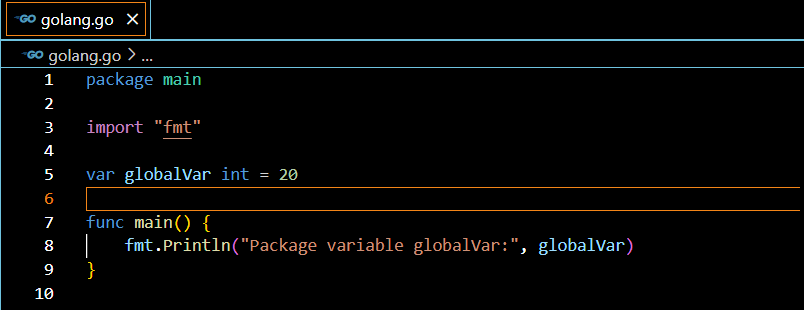 GO golang.go ×
GO golang.go > ...
1 package main
2
3 import "fmt"
4
5 var globalVar int = 20
6
7 func main() {
8     fmt.Println("Package variable globalVar:", globalVar)
9 }
10